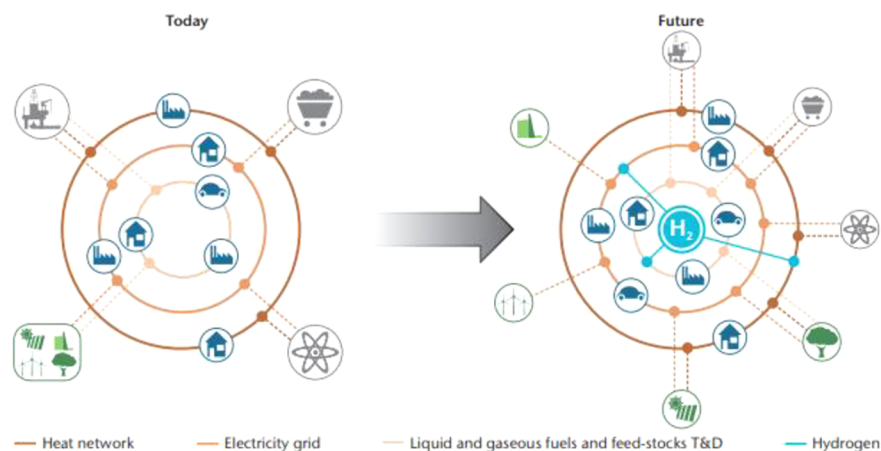 Today
Future
H₂
Heat network
Electricity grid
Liquid and gaseous fuels and feed-stocks T&D
Hydrogen